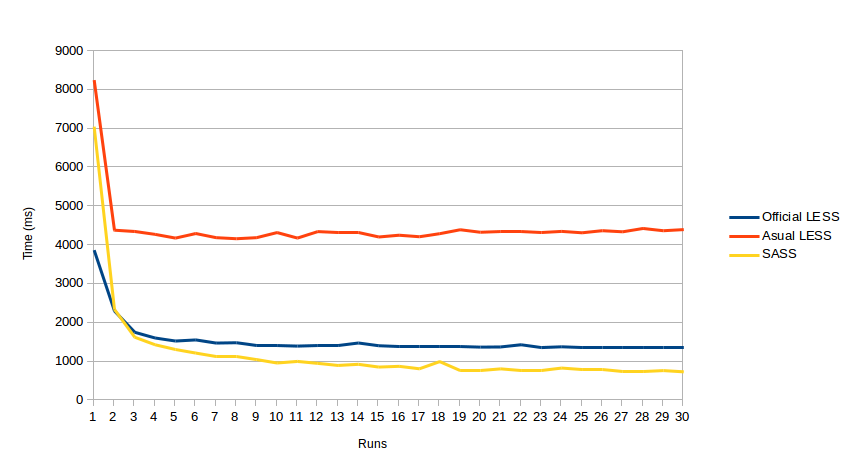 9000
8000
7000
6000
5000
4000
3000
2000
1000
0
Time (ms)
1 2 3 4 5 6 7 8 9 10 11 12 13 14 15 16 17 18 19 20 21 22 23 24 25 26 27 28 29 30
Runs
Official LESS
Asual LESS
SASS